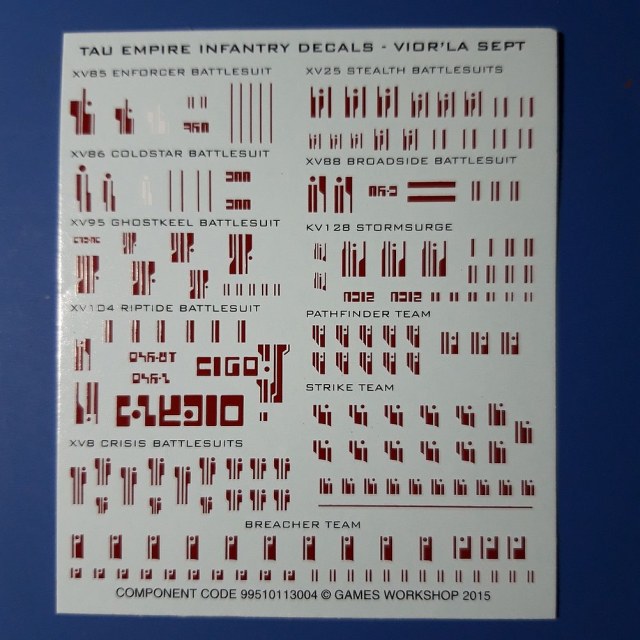 TAU EMPIRE INFANTRY DECALS - VIOR'LA SEPT
XV85 ENFORCER BATTLESUIT
XV86 COLDSTAR BATTLESUIT
XV95 GHOSTKEEL BATTLESUIT
XV104 RIPTIDE BATTLESUIT
XV8 CRISIS BATTLESUITS
XV25 STEALTH BATTLESUITS
XV88 BROADSIDE BATTLESUIT
KV128 STORMSURGE
PATHFINDER TEAM
STRIKE TEAM
BREACHER TEAM
COMPONENT CODE 99510113004 © GAMES WORKSHOP 2015